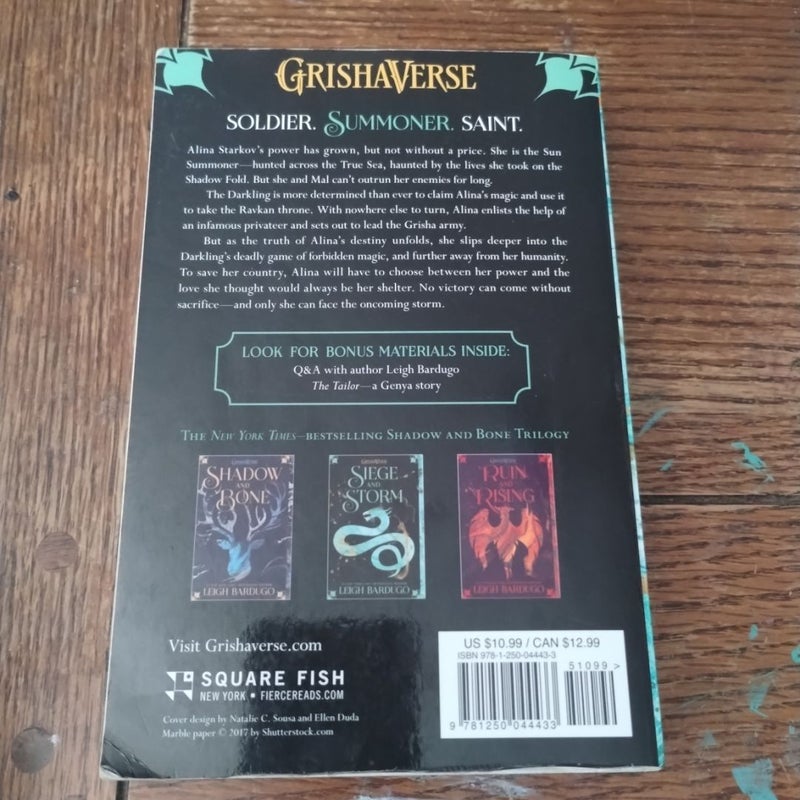 GRISHAVERSE
SOLDIER. SUMMONER. SAINT.
Alina Starkov's power has grown, but not without a price. She is the Sun
Summoner—hunted across the True Sea, haunted by the lives she took on the
Shadow Fold. But she and Mal can't outrun her enemies for long.
The Darkling is more determined than ever to claim Alina's magic and use it
to take the Ravkan throne. With nowhere else to turn, Alina enlists the help of
an infamous privateer and sets out to lead the Grisha army.
But as the truth of Alina's destiny unfolds, she slips deeper into the
Darkling's deadly game of forbidden magic, and further away from her humanity.
To save her country, Alina will have to choose between her power and the
love she thought would always be her shelter. No victory can come without
sacrifice—and only she can face the oncoming storm.
LOOK FOR BONUS MATERIALS INSIDE:
Q&A with author Leigh Bardugo
The Tailor—a Genya story
THE NEW YORK TIMES—BESTSELLING SHADOW AND BONE TRILOGY
GRISHAVERSE
SHADOW
AND
BONE
LEIGH BARDUGO
GRISHAVERSE
SIEGE
AND
STORM
LEIGH BARDUGO
GRISHAVERSE
RUIN
AND
RISING
LEIGH BARDUGO
Visit Grishaverse.com
SQUARE FISH
NEW YORK • FIERCEREADS.COM
Cover design by Natalie C. Sousa and Ellen Duda
Marble paper © 2017 by Shutterstock.com
US $10.99 / CAN $12.99
ISBN 978-1-250-04443-3
51099 >
9 781250 044433